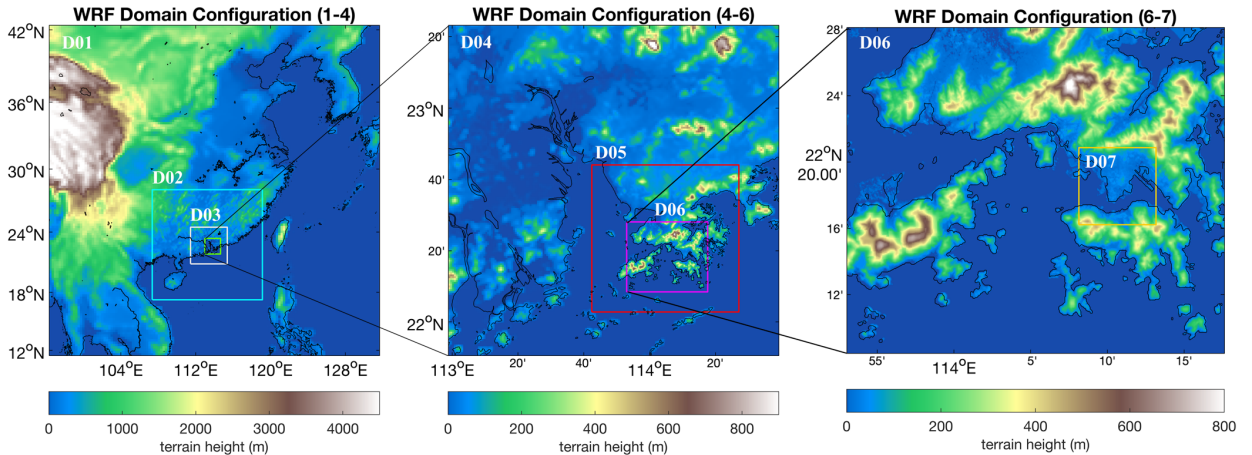 WRF Domain Configuration (1-4)
42°N
36°N
30°N
24°N
18°N
12°N
D01
D02
D03
104°E
112°E
120°E
128°E
0
1000
2000
3000
4000
terrain height (m)
WRF Domain Configuration (4-6)
20'
23°N
40'
20'
22°N
D04
D05
D06
113°E
20'
40'
114°E
20'
0
200
400
600
800
terrain height (m)
WRF Domain Configuration (6-7)
28'
24'
22°N
20.00'
16'
12'
D06
D07
55'
114°E
5'
10'
15'
0
200
400
600
800
terrain height (m)